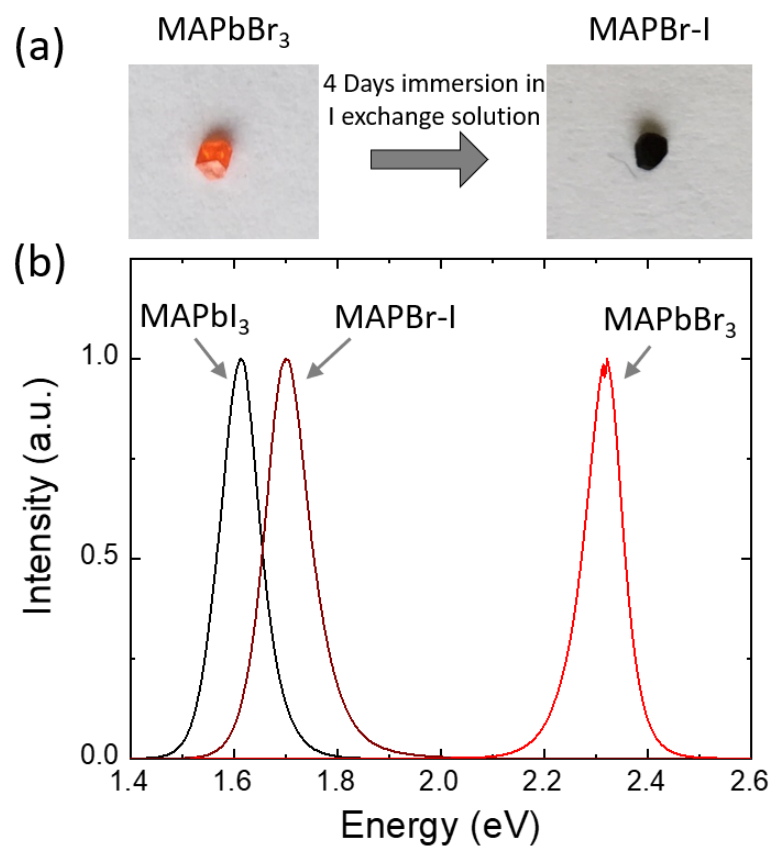 (a)
MAPbBr₃
MAPBr-I
4 Days immersion in
I exchange solution
(b)
MAPbI₃
MAPBr-I
MAPbBr₃
1.0
0.5
0.0
Intensity (a.u.)
1.4 1.6 1.8 2.0 2.2 2.4 2.6
Energy (eV)